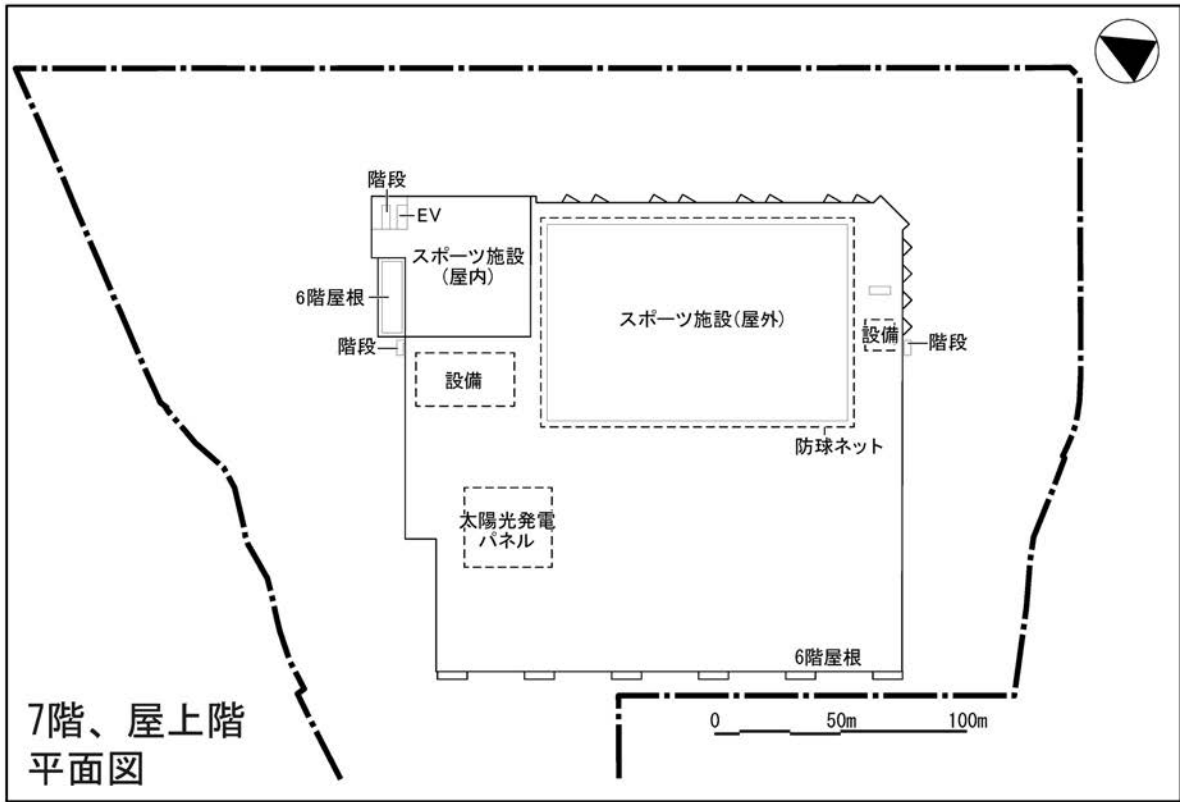 階段
EV
スポーツ施設
(屋内)
6階屋根
スポーツ施設(屋外)
設備
階段
階段
設備
防球ネット
太陽光発電
パネル
6階屋根
7階、屋上階
平面図
0 50m 100m